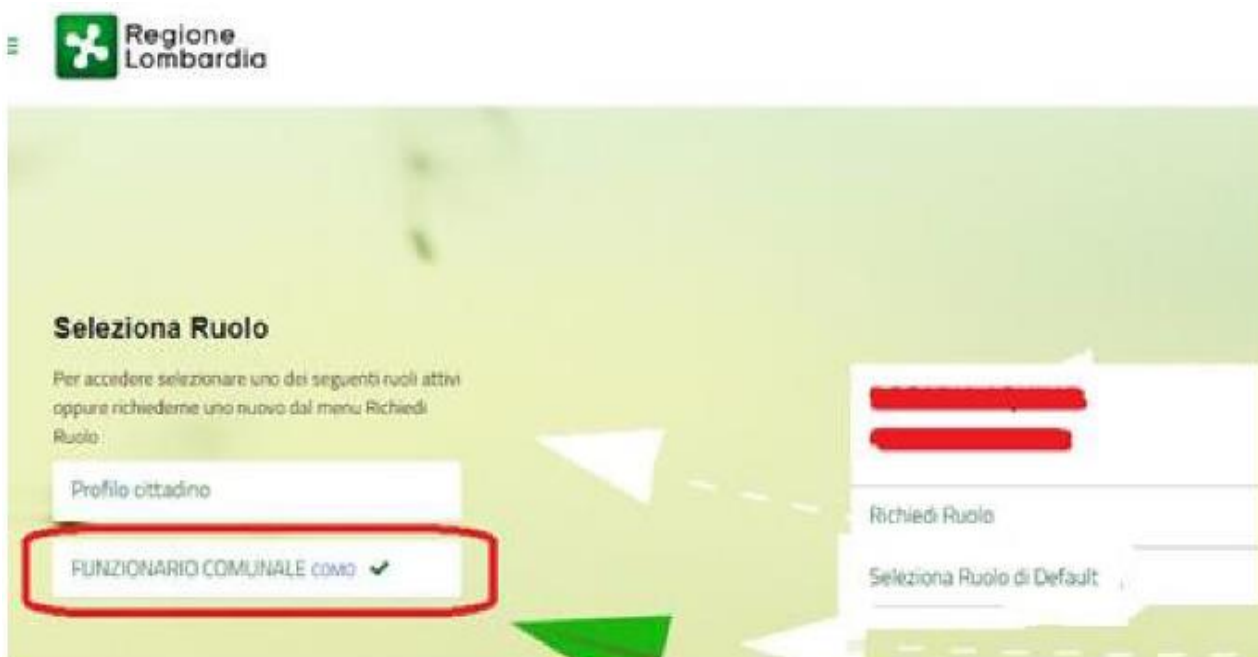 Regione
Lombardia
Seleziona Ruolo
Per accedere selezionare uno dei seguenti ruoli attivi
oppure richiederne uno nuovo dal menu Richiedi
Ruolo
Profilo cittadino
FUNZIONARIO COMUNALE COMO
Richiedi Ruolo
Seleziona Ruolo di Default